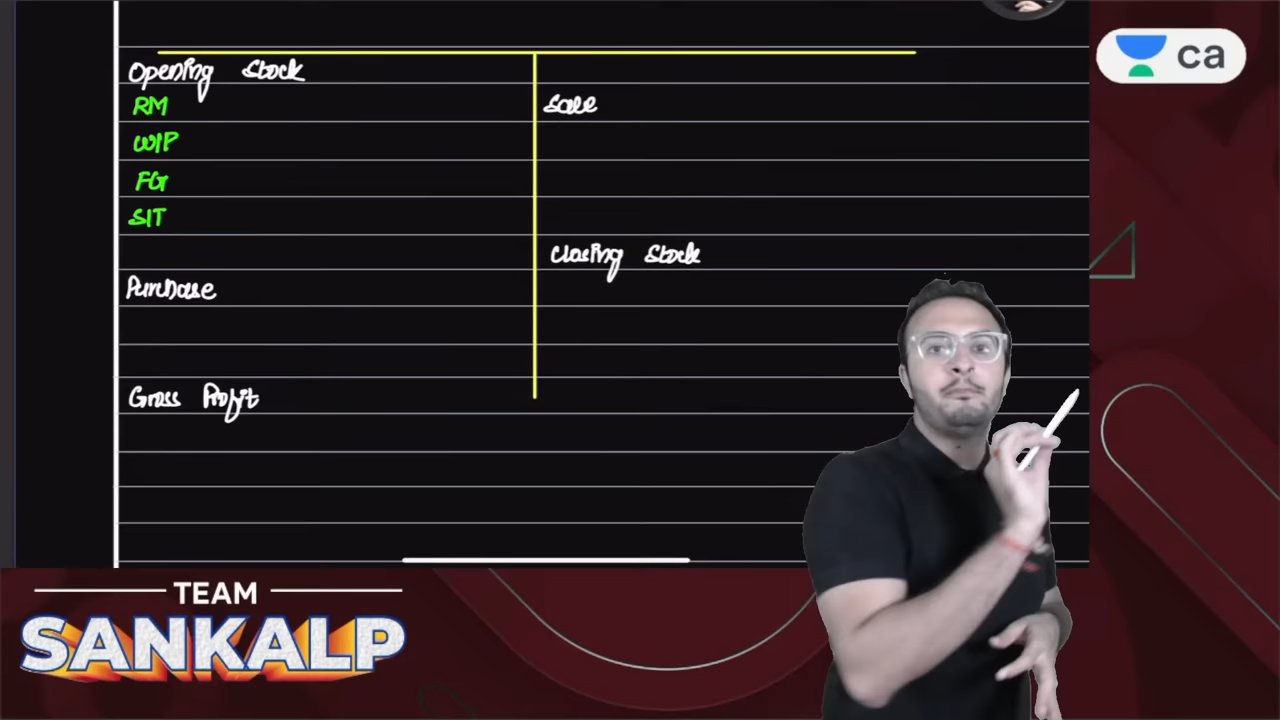 Opening Stock
RM
WIP
FG
SIT
Purchase
Gross Profit
Sale
Closing Stock
ca
TEAM
SANKALP